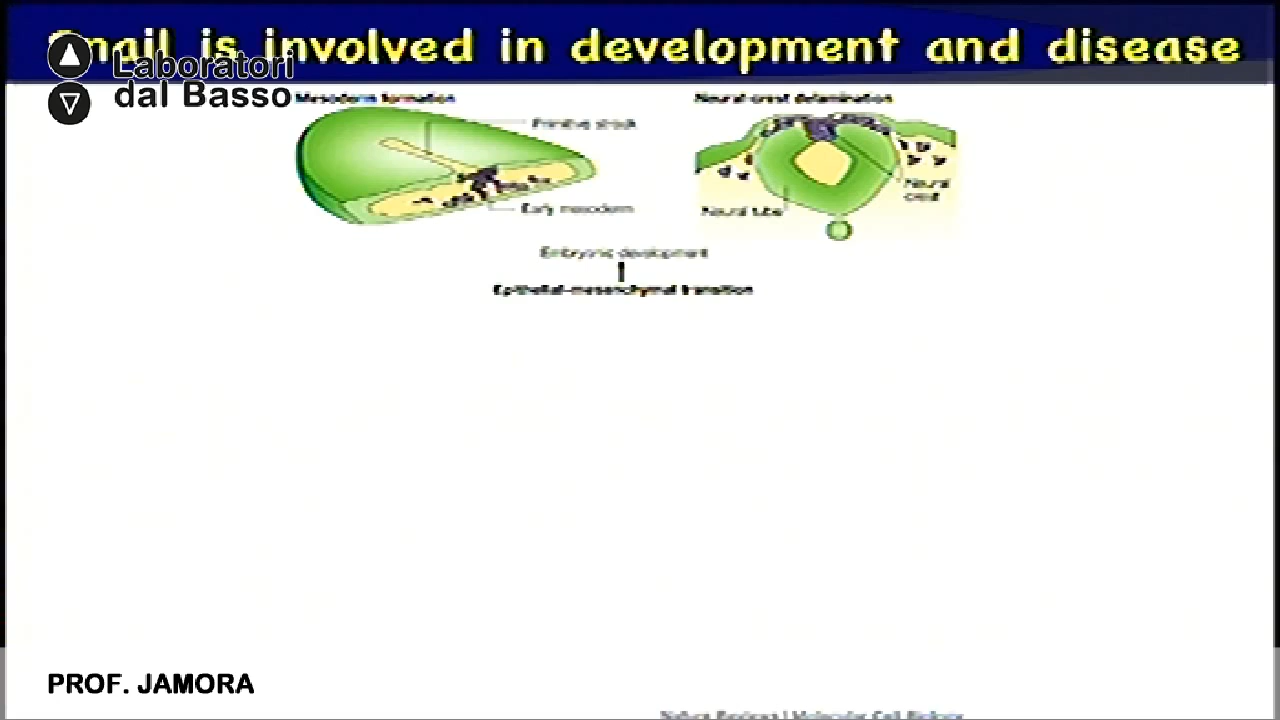 Snail is involved in development and disease
Laboratori
dal Basso
Mesoderm formation
Neural crest delamination
Primitive streak
Early mesoderm
Neural tube
Neural
crest
Embryonic development
Epithelial–mesenchymal transition
PROF. JAMORA
Nature Reviews | Molecular Cell Biology